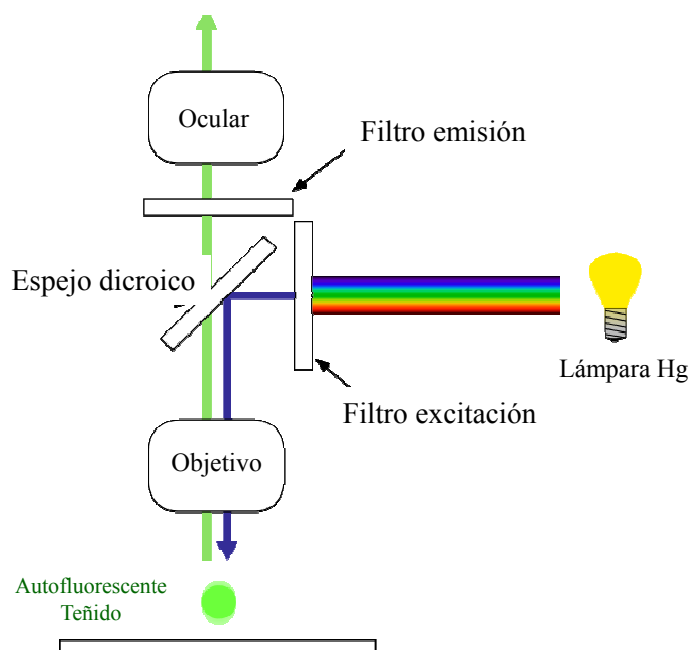 Ocular
Filtro emisión
Espejo dicroico
Lámpara Hg
Filtro excitación
Objetivo
Autofluorescente
Teñido